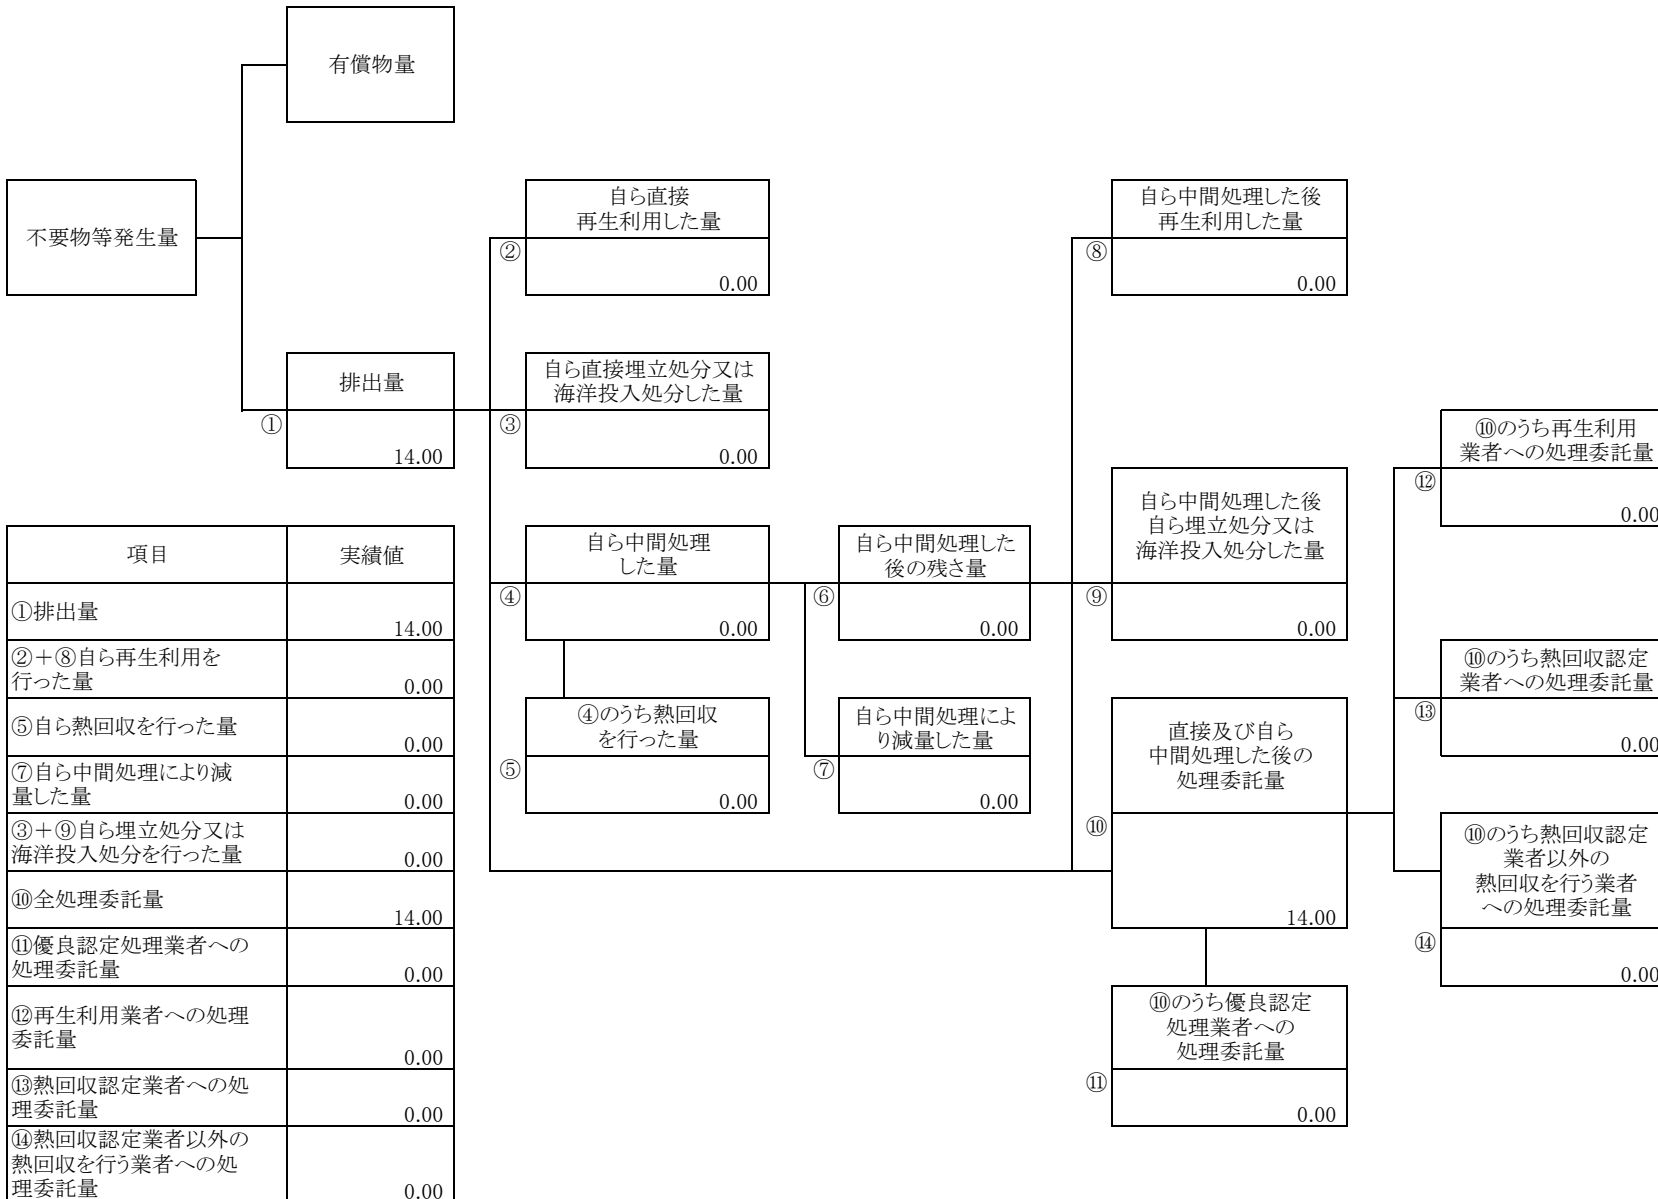 有償物量
不要物等発生量
自ら直接
再生利用した量
②
0.00
自ら中間処理した後
再生利用した量
⑧
0.00
排出量
①
14.00
自ら直接埋立処分又は
海洋投入処分した量
③
0.00
⑩のうち再生利用
業者への処理委託量
⑫
0.00
自ら中間処理した後
自ら埋立処分又は
海洋投入処分した量
⑨
0.00
自ら中間処理
した量
④
0.00
自ら中間処理した
後の残さ量
⑥
0.00
⑩のうち熱回収認定
業者への処理委託量
⑬
0.00
④のうち熱回収
を行った量
⑤
0.00
自ら中間処理によ
り減量した量
⑦
0.00
直接及び自ら
中間処理した後の
処理委託量
⑩
14.00
⑩のうち熱回収認定
業者以外の
熱回収を行う業者
への処理委託量
⑭
0.00
⑩のうち優良認定
処理業者への
処理委託量
⑪
0.00
項目 実績値
①排出量
14.00
②+⑧自ら再生利用を
行った量 0.00
⑤自ら熱回収を行った量
0.00
⑦自ら中間処理により減
量した量 0.00
③+⑨自ら埋立処分又は
海洋投入処分を行った量 0.00
⑩全処理委託量
14.00
⑪優良認定処理業者への
処理委託量 0.00
⑫再生利用業者への処理
委託量
0.00
⑬熱回収認定業者への処
理委託量 0.00
⑭熱回収認定業者以外の
熱回収を行う業者への処
理委託量 0.00